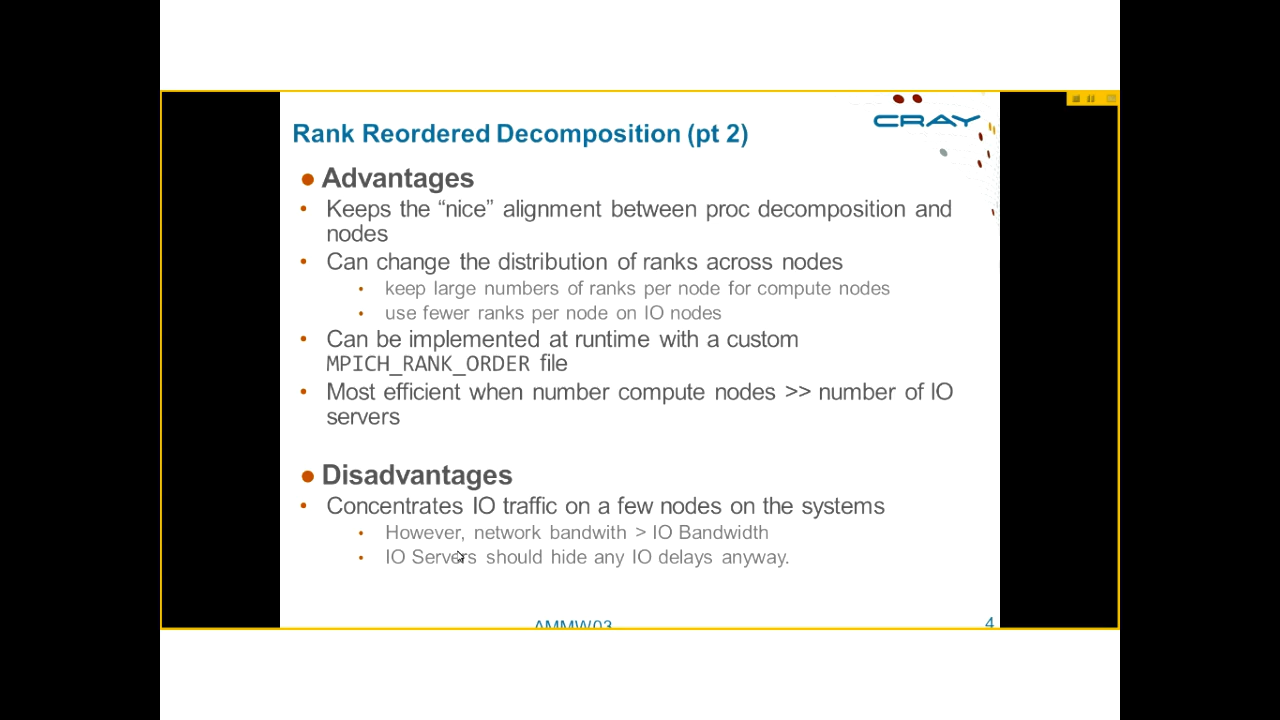 CRAY
Rank Reordered Decomposition (pt 2)
Advantages
Keeps the “nice” alignment between proc decomposition and
nodes
Can change the distribution of ranks across nodes
keep large numbers of ranks per node for compute nodes
use fewer ranks per node on IO nodes
Can be implemented at runtime with a custom
MPICH_RANK_ORDER file
Most efficient when number compute nodes >> number of IO
servers
Disadvantages
Concentrates IO traffic on a few nodes on the systems
However, network bandwith > IO Bandwidth
IO Servers should hide any IO delays anyway.
AMMW03
4